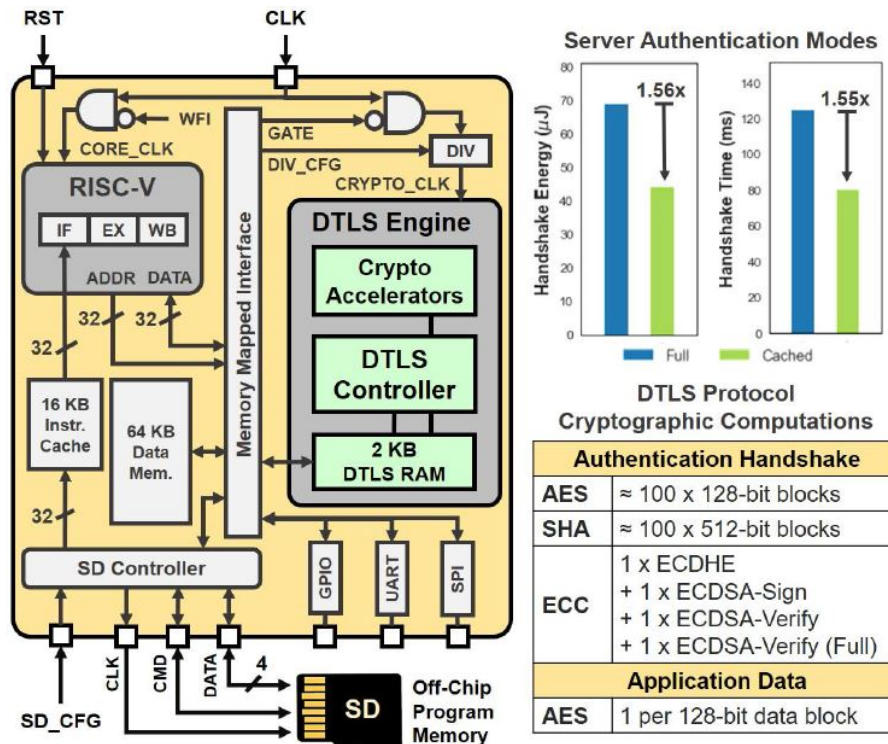 RST
CLK
WFI
GATE
DIV_CFG
DIV
CORE_CLK
CRYPTO_CLK
RISC-V
IF
EX
WB
ADDR
DATA
32
32
32
Memory Mapped Interface
DTLS Engine
Crypto
Accelerators
DTLS
Controller
2 KB
DTLS RAM
16 KB
Instr.
Cache
64 KB
Data
Mem.
32
SD Controller
GPIO
UART
SPI
SD_CFG
CLK
CMD
DATA
4
SD
Off-Chip
Program
Memory
Server Authentication Modes
Handshake Energy (µJ)
80
70
60
50
40
30
20
10
0
1.56x
Handshake Time (ms)
140
120
100
80
60
40
20
0
1.55x
Full
Cached
DTLS Protocol
Cryptographic Computations
Authentication Handshake
AES ≈ 100 x 128-bit blocks
SHA ≈ 100 x 512-bit blocks
ECC
1 x ECDHE
+ 1 x ECDSA-Sign
+ 1 x ECDSA-Verify
+ 1 x ECDSA-Verify (Full)
Application Data
AES 1 per 128-bit data block